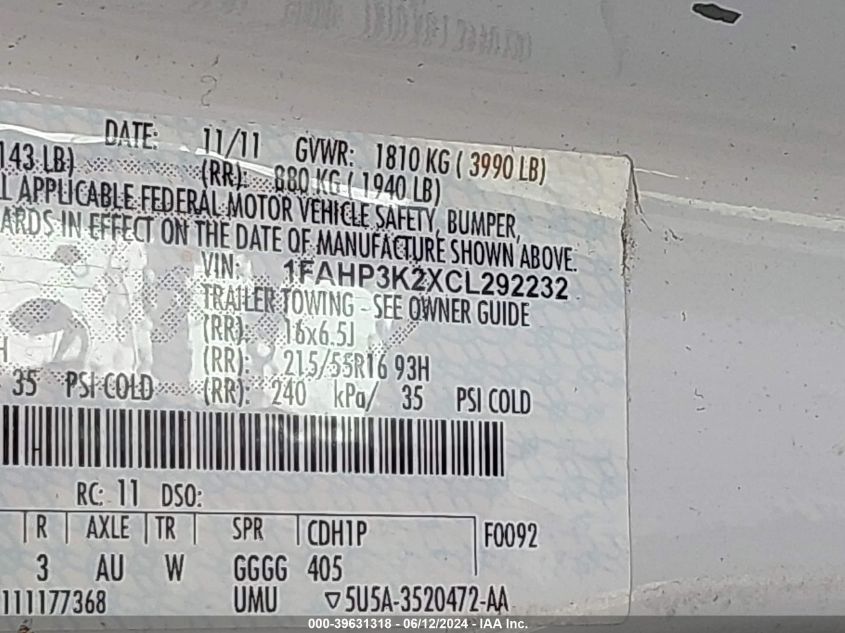 DATE: 11/11 GVWR: 1810 KG ( 3990 LB)
143 LB) (RR): 880 KG ( 1940 LB)
L APPLICABLE FEDERAL MOTOR VEHICLE SAFETY, BUMPER,
ARDS IN EFFECT ON THE DATE OF MANUFACTURE SHOWN ABOVE.
VIN: 1FAHP3K2XCL292232
TRAILER TOWING - SEE OWNER GUIDE
(RR): 16x6.5J
H (RR): 215/55R16 93H
35 PSI COLD (RR): 240 kPa/ 35 PSI COLD
RC: 11 DSO:
R AXLE TR SPR CDH1P F0092
3 AU W GGGG 405
111177368 UMU ▽5U5A-3520472-AA
000-39631318 - 06/12/2024 - IAA Inc.